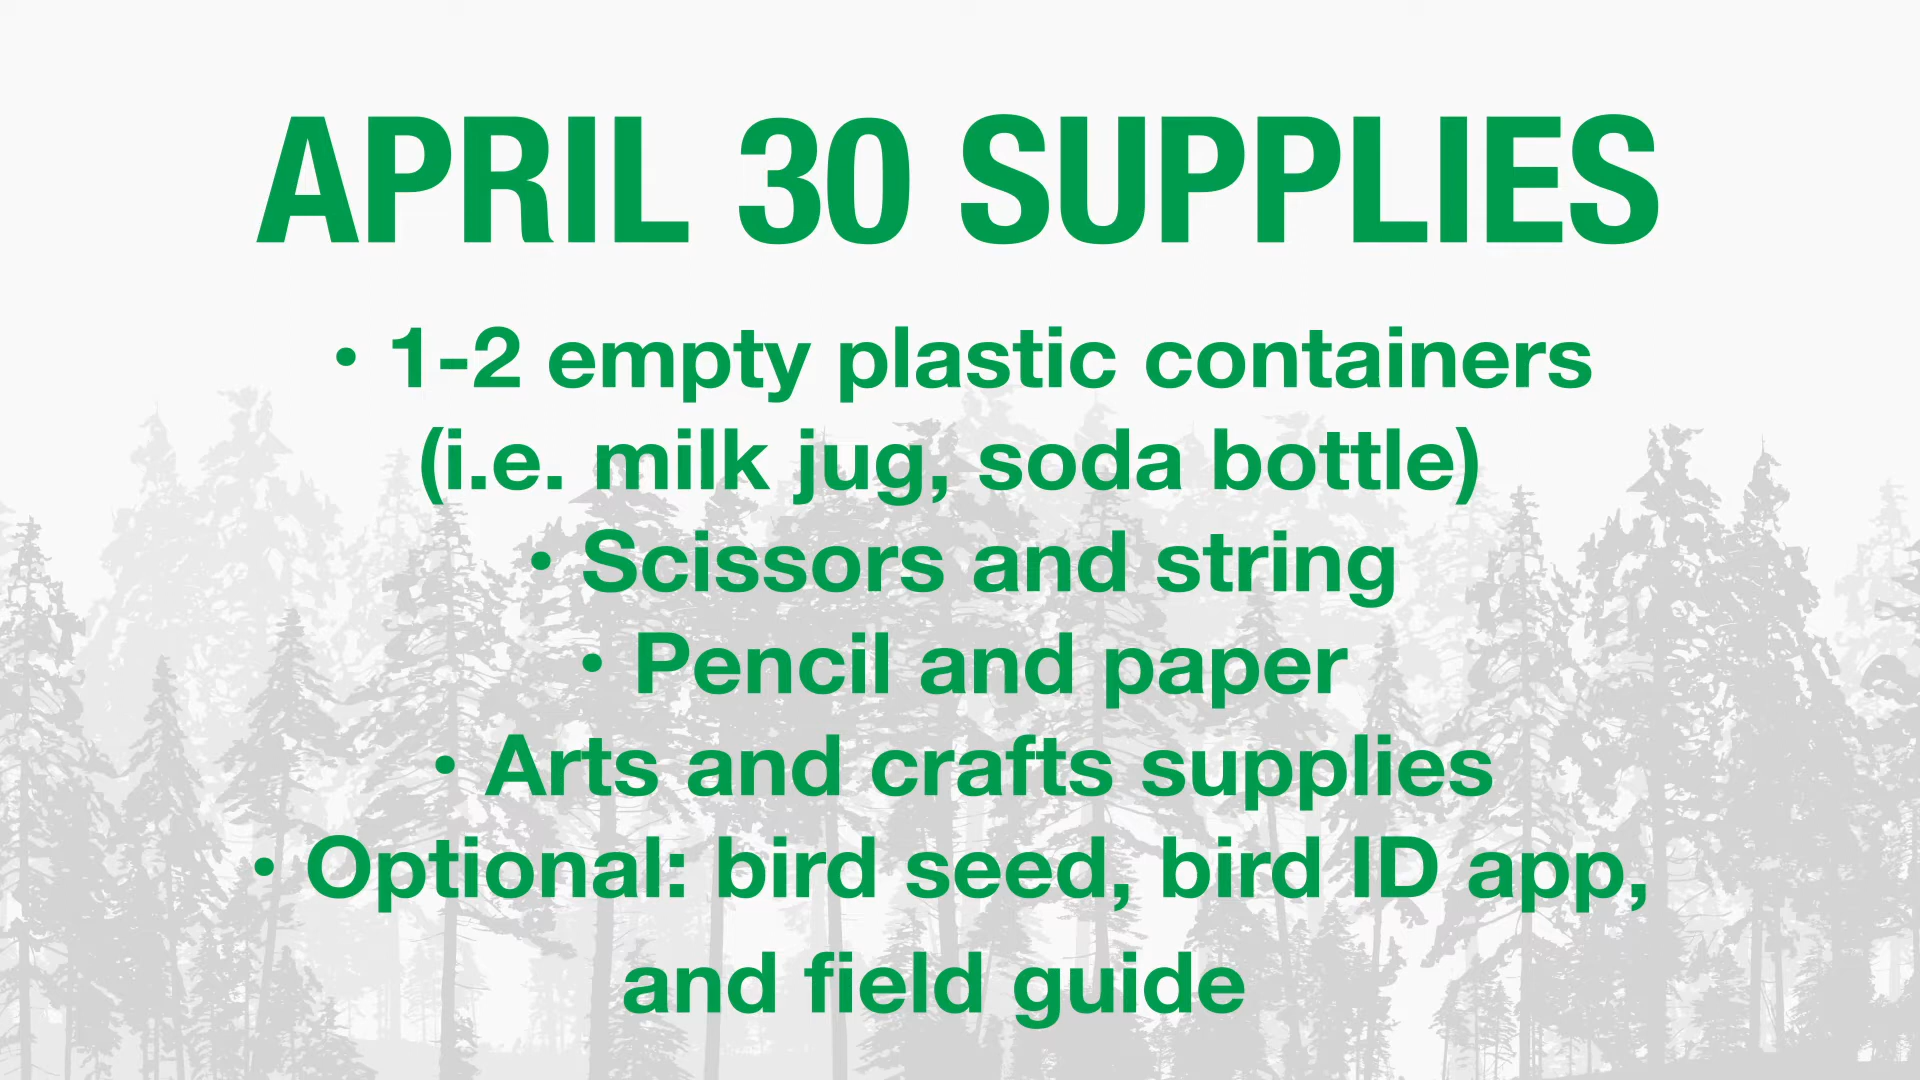 APRIL 30 SUPPLIES
• 1-2 empty plastic containers
(i.e. milk jug, soda bottle)
• Scissors and string
• Pencil and paper
• Arts and crafts supplies
• Optional: bird seed, bird ID app,
and field guide